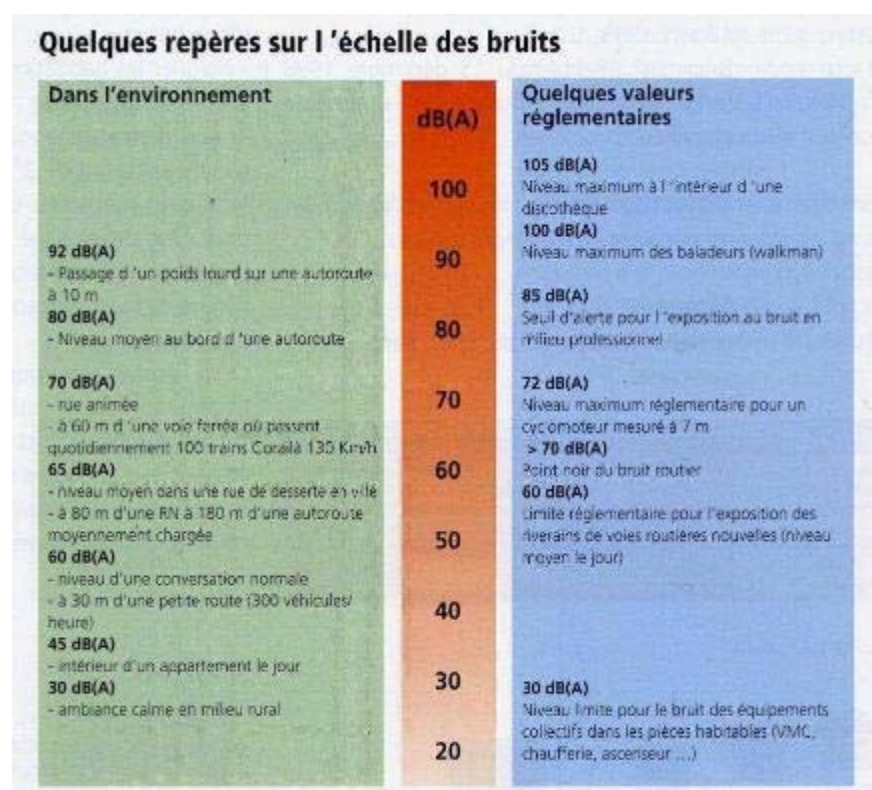 Quelques repères sur l 'échelle des bruits
Dans l'environnement
92 dB(A)
- Passage d 'un poids lourd sur une autoroute
à 10 m
80 dB(A)
- Niveau moyen au bord d 'une autoroute
70 dB(A)
- rue animée
- à 60 m d 'une voie ferrée où passent
quotidiennement 100 trains Corail à 130 Km/h
65 dB(A)
- niveau moyen dans une rue de desserte en ville
- à 80 m d'une RN à 180 m d'une autoroute
moyennement chargée
60 dB(A)
- niveau d'une conversation normale
- à 30 m d'une petite route (300 véhicules/
heure)
45 dB(A)
- intérieur d'un appartement le jour
30 dB(A)
- ambiance calme en milieu rural
dB(A)
100
90
80
70
60
50
40
30
20
Quelques valeurs
réglementaires
105 dB(A)
Niveau maximum à l 'intérieur d 'une
discothèque
100 dB(A)
Niveau maximum des baladeurs (walkman)
85 dB(A)
Seuil d'alerte pour l 'exposition au bruit en
milieu professionnel
72 dB(A)
Niveau maximum réglementaire pour un
cyclomoteur mesuré à 7 m
> 70 dB(A)
Point noir du bruit routier
60 dB(A)
Limite réglementaire pour l'exposition des
riverains de voies routières nouvelles (niveau
moyen le jour)
30 dB(A)
Niveau limite pour le bruit des équipements
collectifs dans les pièces habitables (VMC,
chaufferie, ascenseur ...)